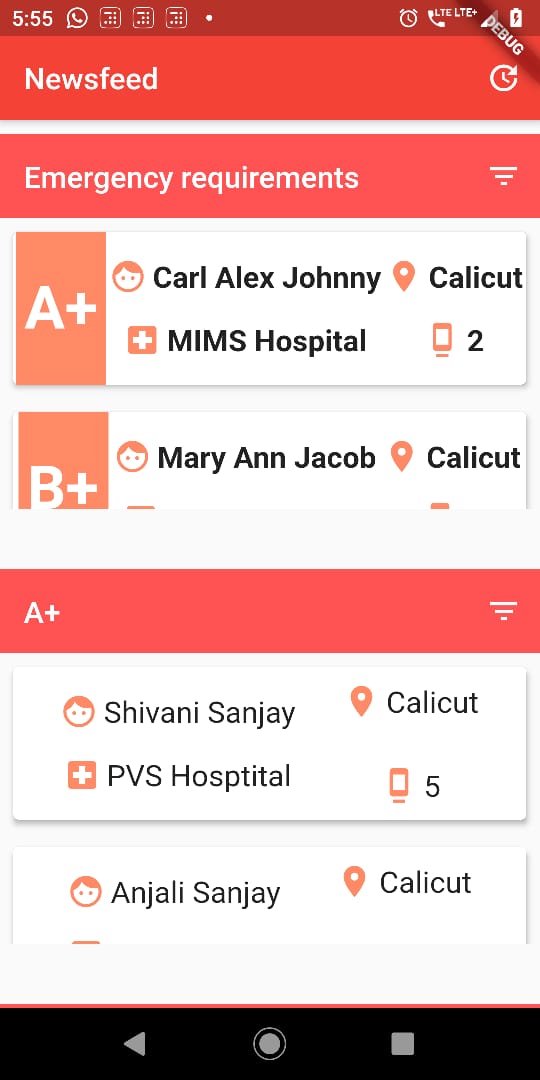 5:55 LTE LTE+
DEBUG
Newsfeed
Emergency requirements
A+ Carl Alex Johnny Calicut
MIMS Hospital 2
B+ Mary Ann Jacob Calicut
A+
Shivani Sanjay Calicut
PVS Hosptital 5
Anjali Sanjay Calicut